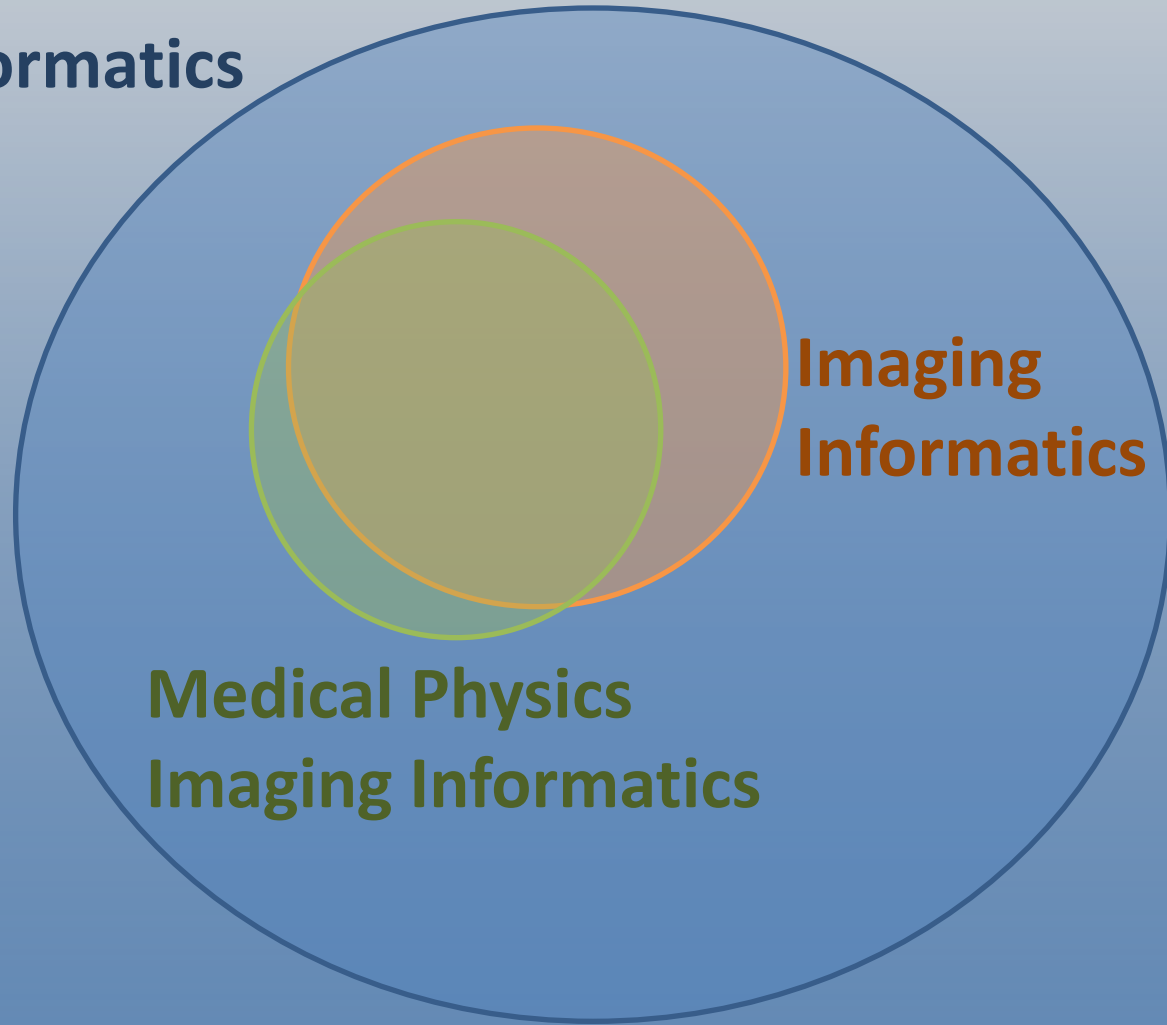 ormatics
Imaging
Informatics
Medical Physics
Imaging Informatics